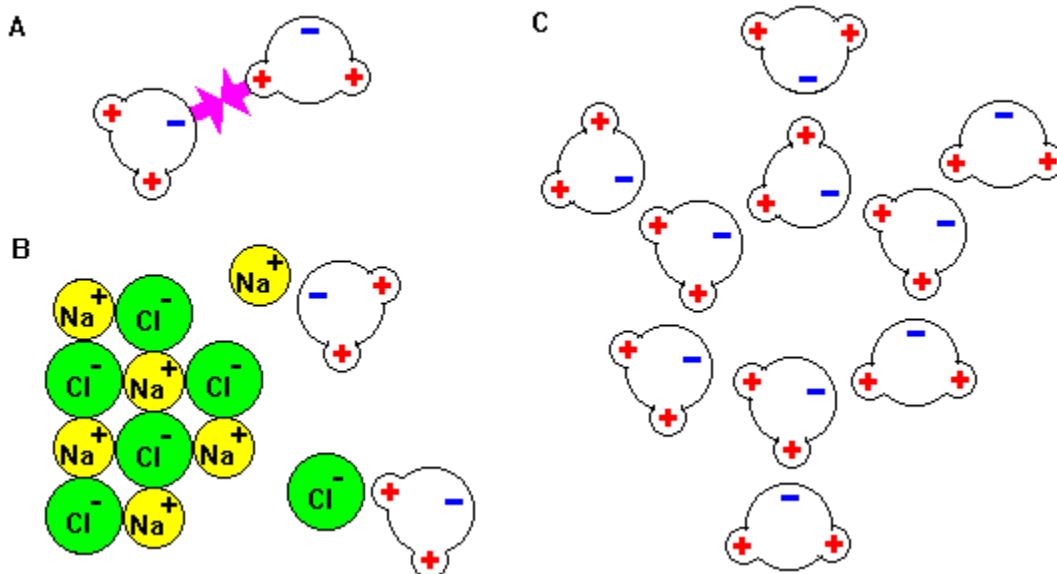 A
B
Na⁺ Cl⁻
Cl⁻ Na⁺ Cl⁻
Na⁺ Cl⁻ Na⁺
Cl⁻ Na⁺
Na⁺
Cl⁻
C